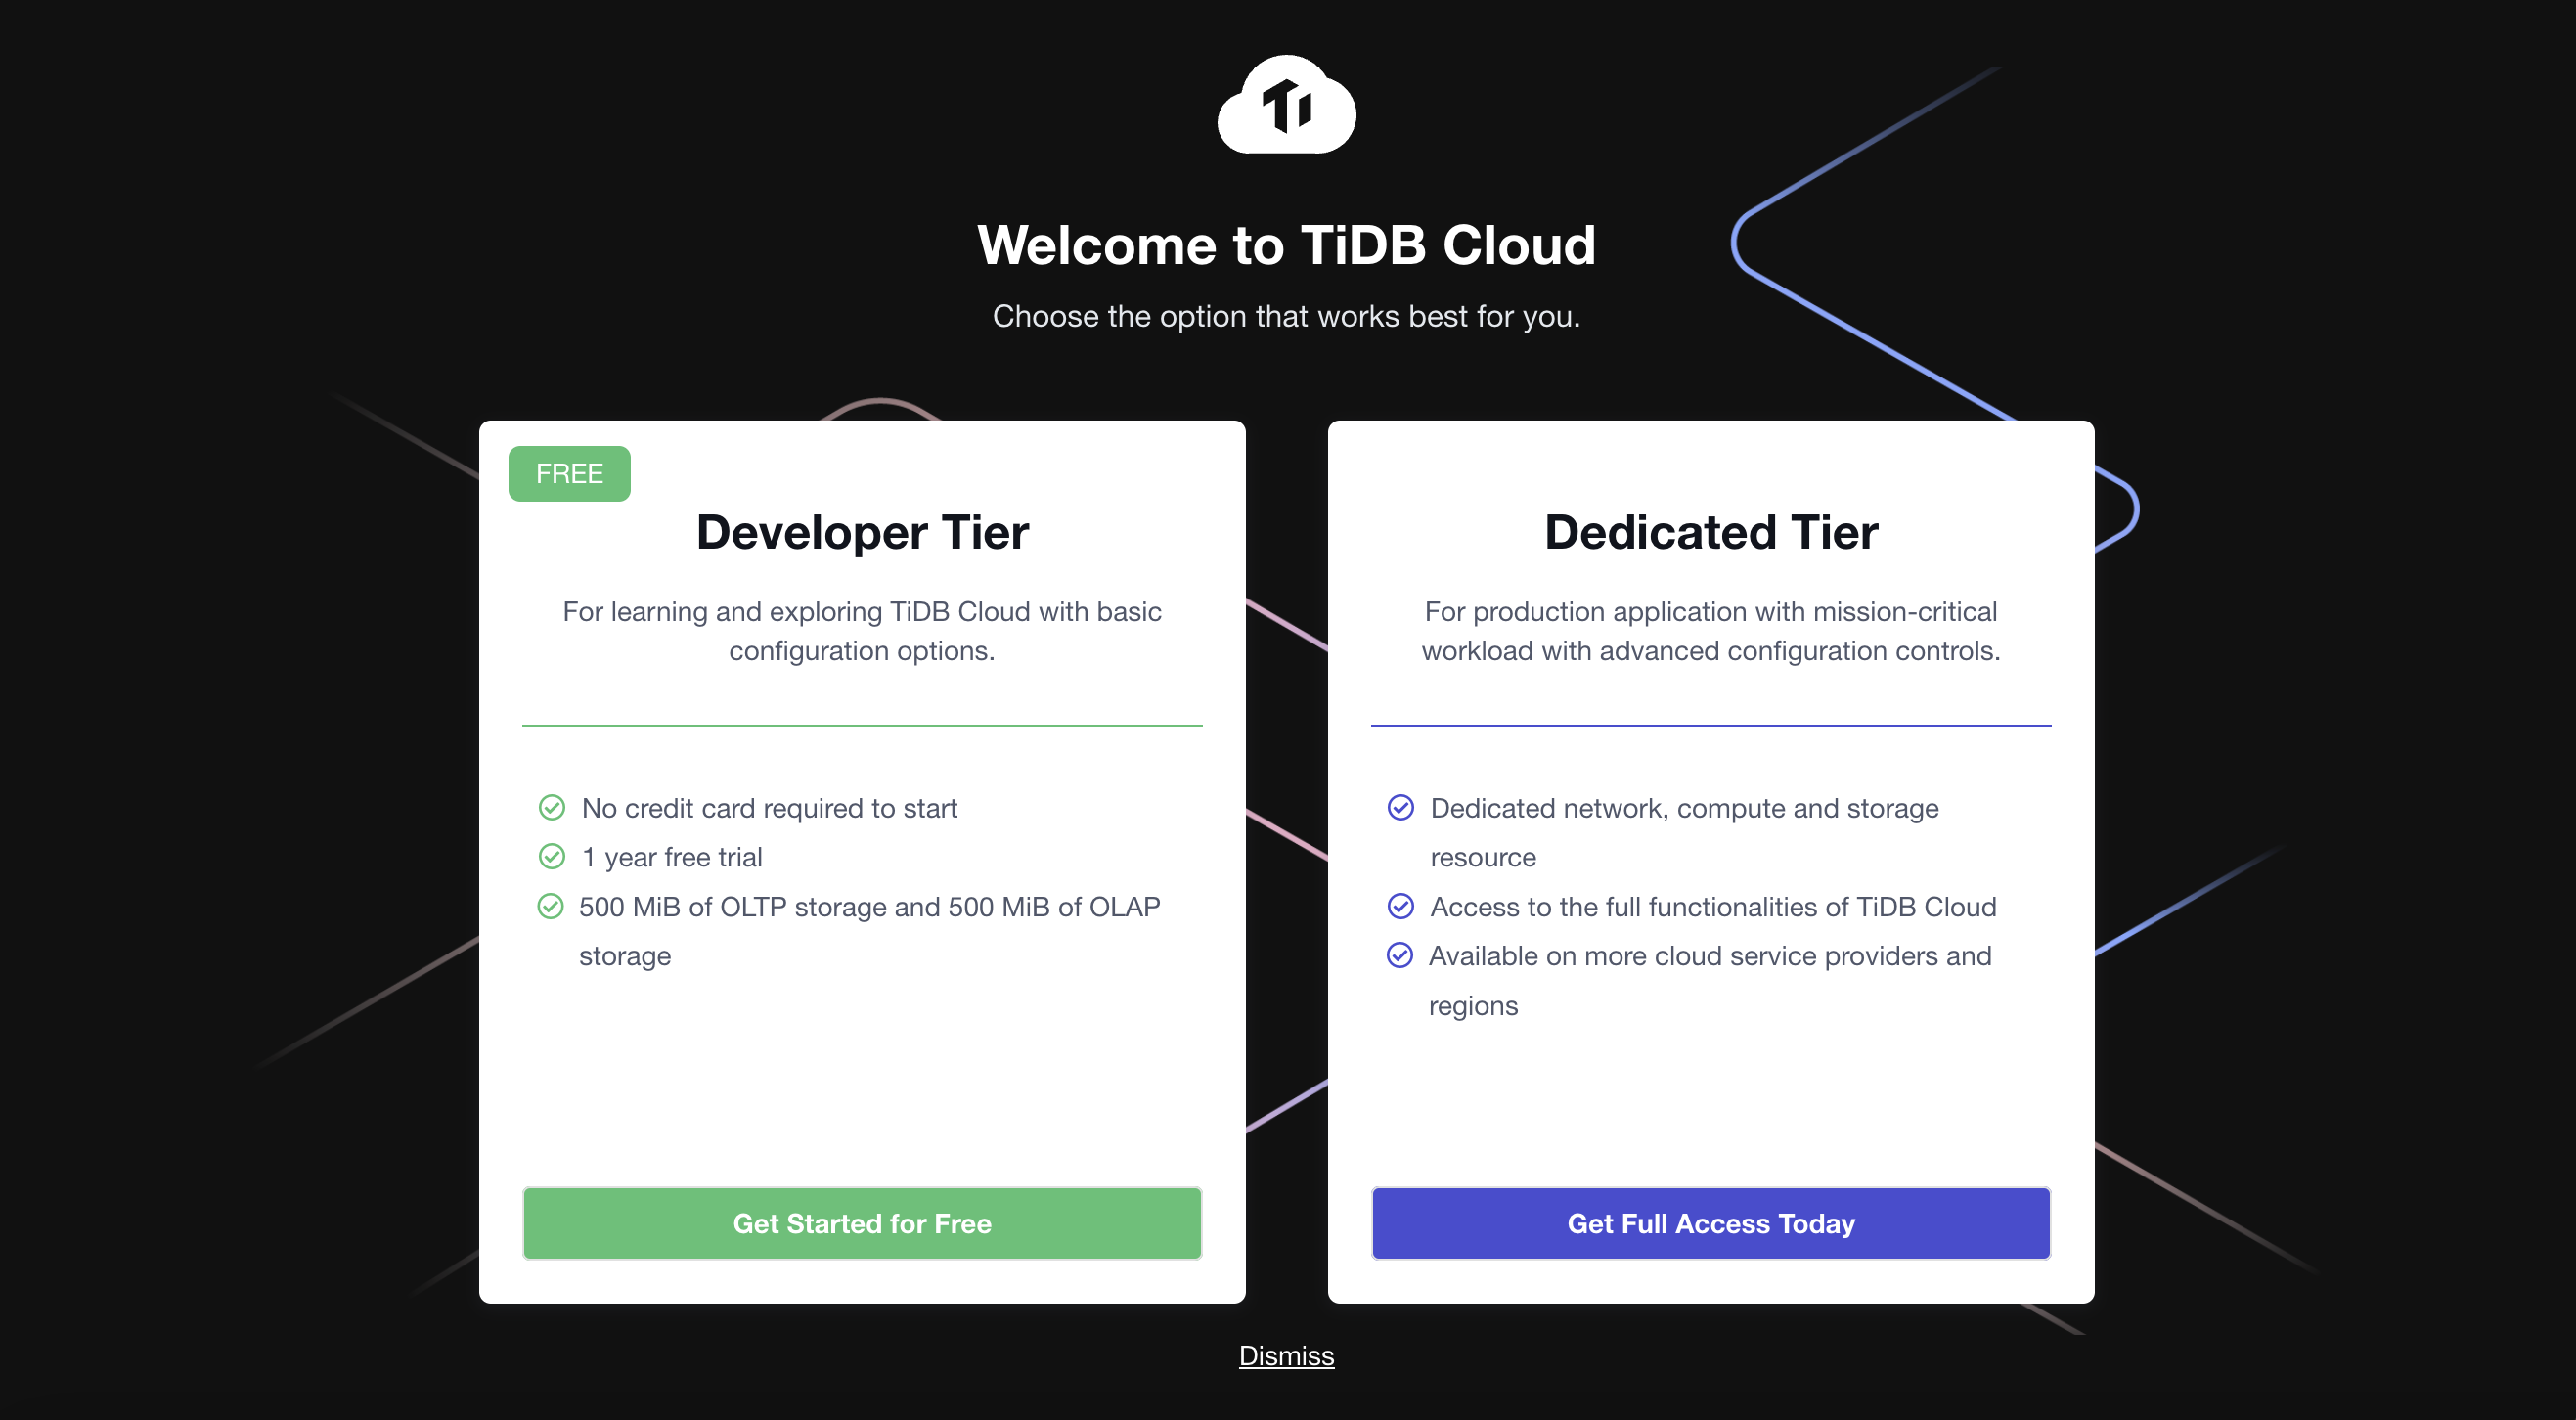 Ti
Welcome to TiDB Cloud
Choose the option that works best for you.
FREE
Developer Tier
For learning and exploring TiDB Cloud with basic
configuration options.
No credit card required to start
1 year free trial
500 MiB of OLTP storage and 500 MiB of OLAP
storage
Get Started for Free
Dedicated Tier
For production application with mission-critical
workload with advanced configuration controls.
Dedicated network, compute and storage
resource
Access to the full functionalities of TiDB Cloud
Available on more cloud service providers and
regions
Get Full Access Today
Dismiss